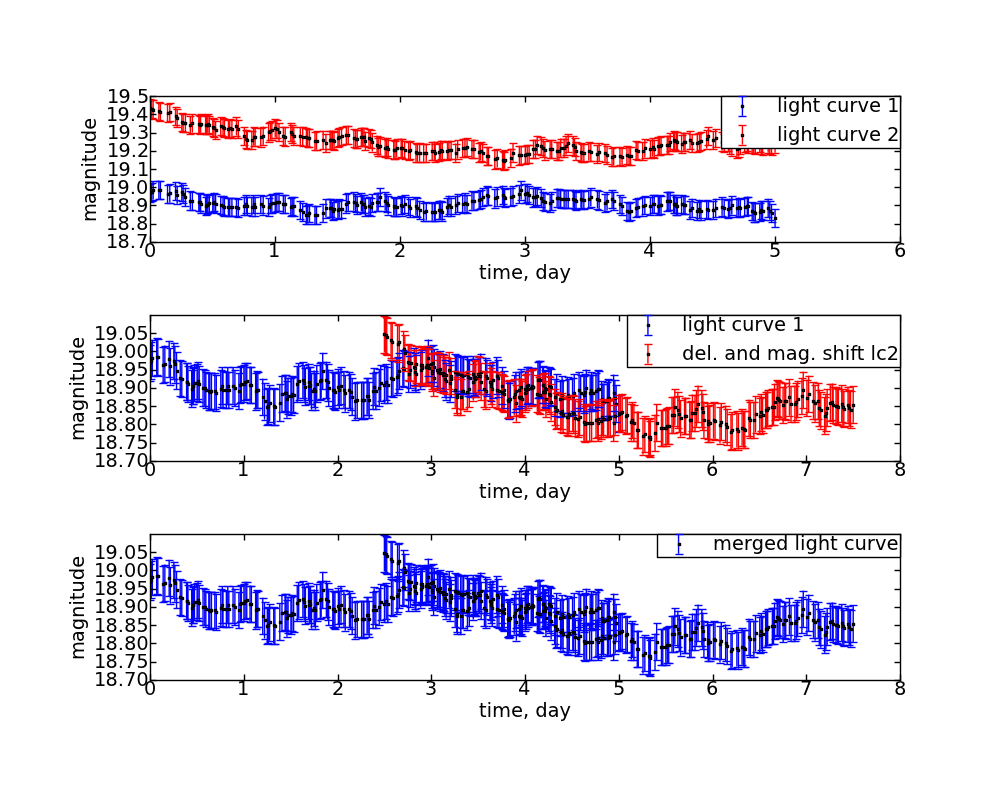 19.5
19.4
19.3
19.2
19.1
19.0
18.9
18.8
18.7
magnitude
light curve 1
light curve 2
0 1 2 3 4 5 6
time, day
19.05
19.00
18.95
18.90
18.85
18.80
18.75
18.70
magnitude
light curve 1
del. and mag. shift lc2
0 1 2 3 4 5 6 7 8
time, day
19.05
19.00
18.95
18.90
18.85
18.80
18.75
18.70
magnitude
merged light curve
0 1 2 3 4 5 6 7 8
time, day